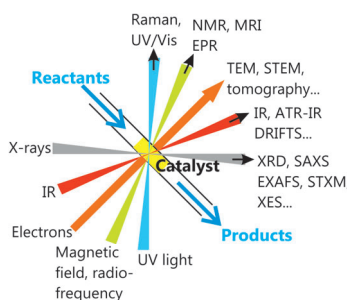 Raman,
UV/Vis
NMR, MRI
EPR
TEM, STEM,
tomography...
Reactants
IR, ATR-IR
DRIFTS...
X-rays
Catalyst
XRD, SAXS
EXAFS, STXM
XES...
IR
Electrons
Products
Magnetic
field, radio-
frequency
UV light